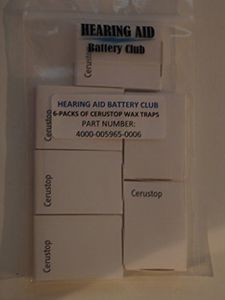 HEARING AID
Battery Club
Cerustop
HEARING AID BATTERY CLUB
6-PACKS OF CERUSTOP WAX TRAPS
PART NUMBER:
4000-005965-0006
Cerustop
Cerustop
Cerustop
Cerustop